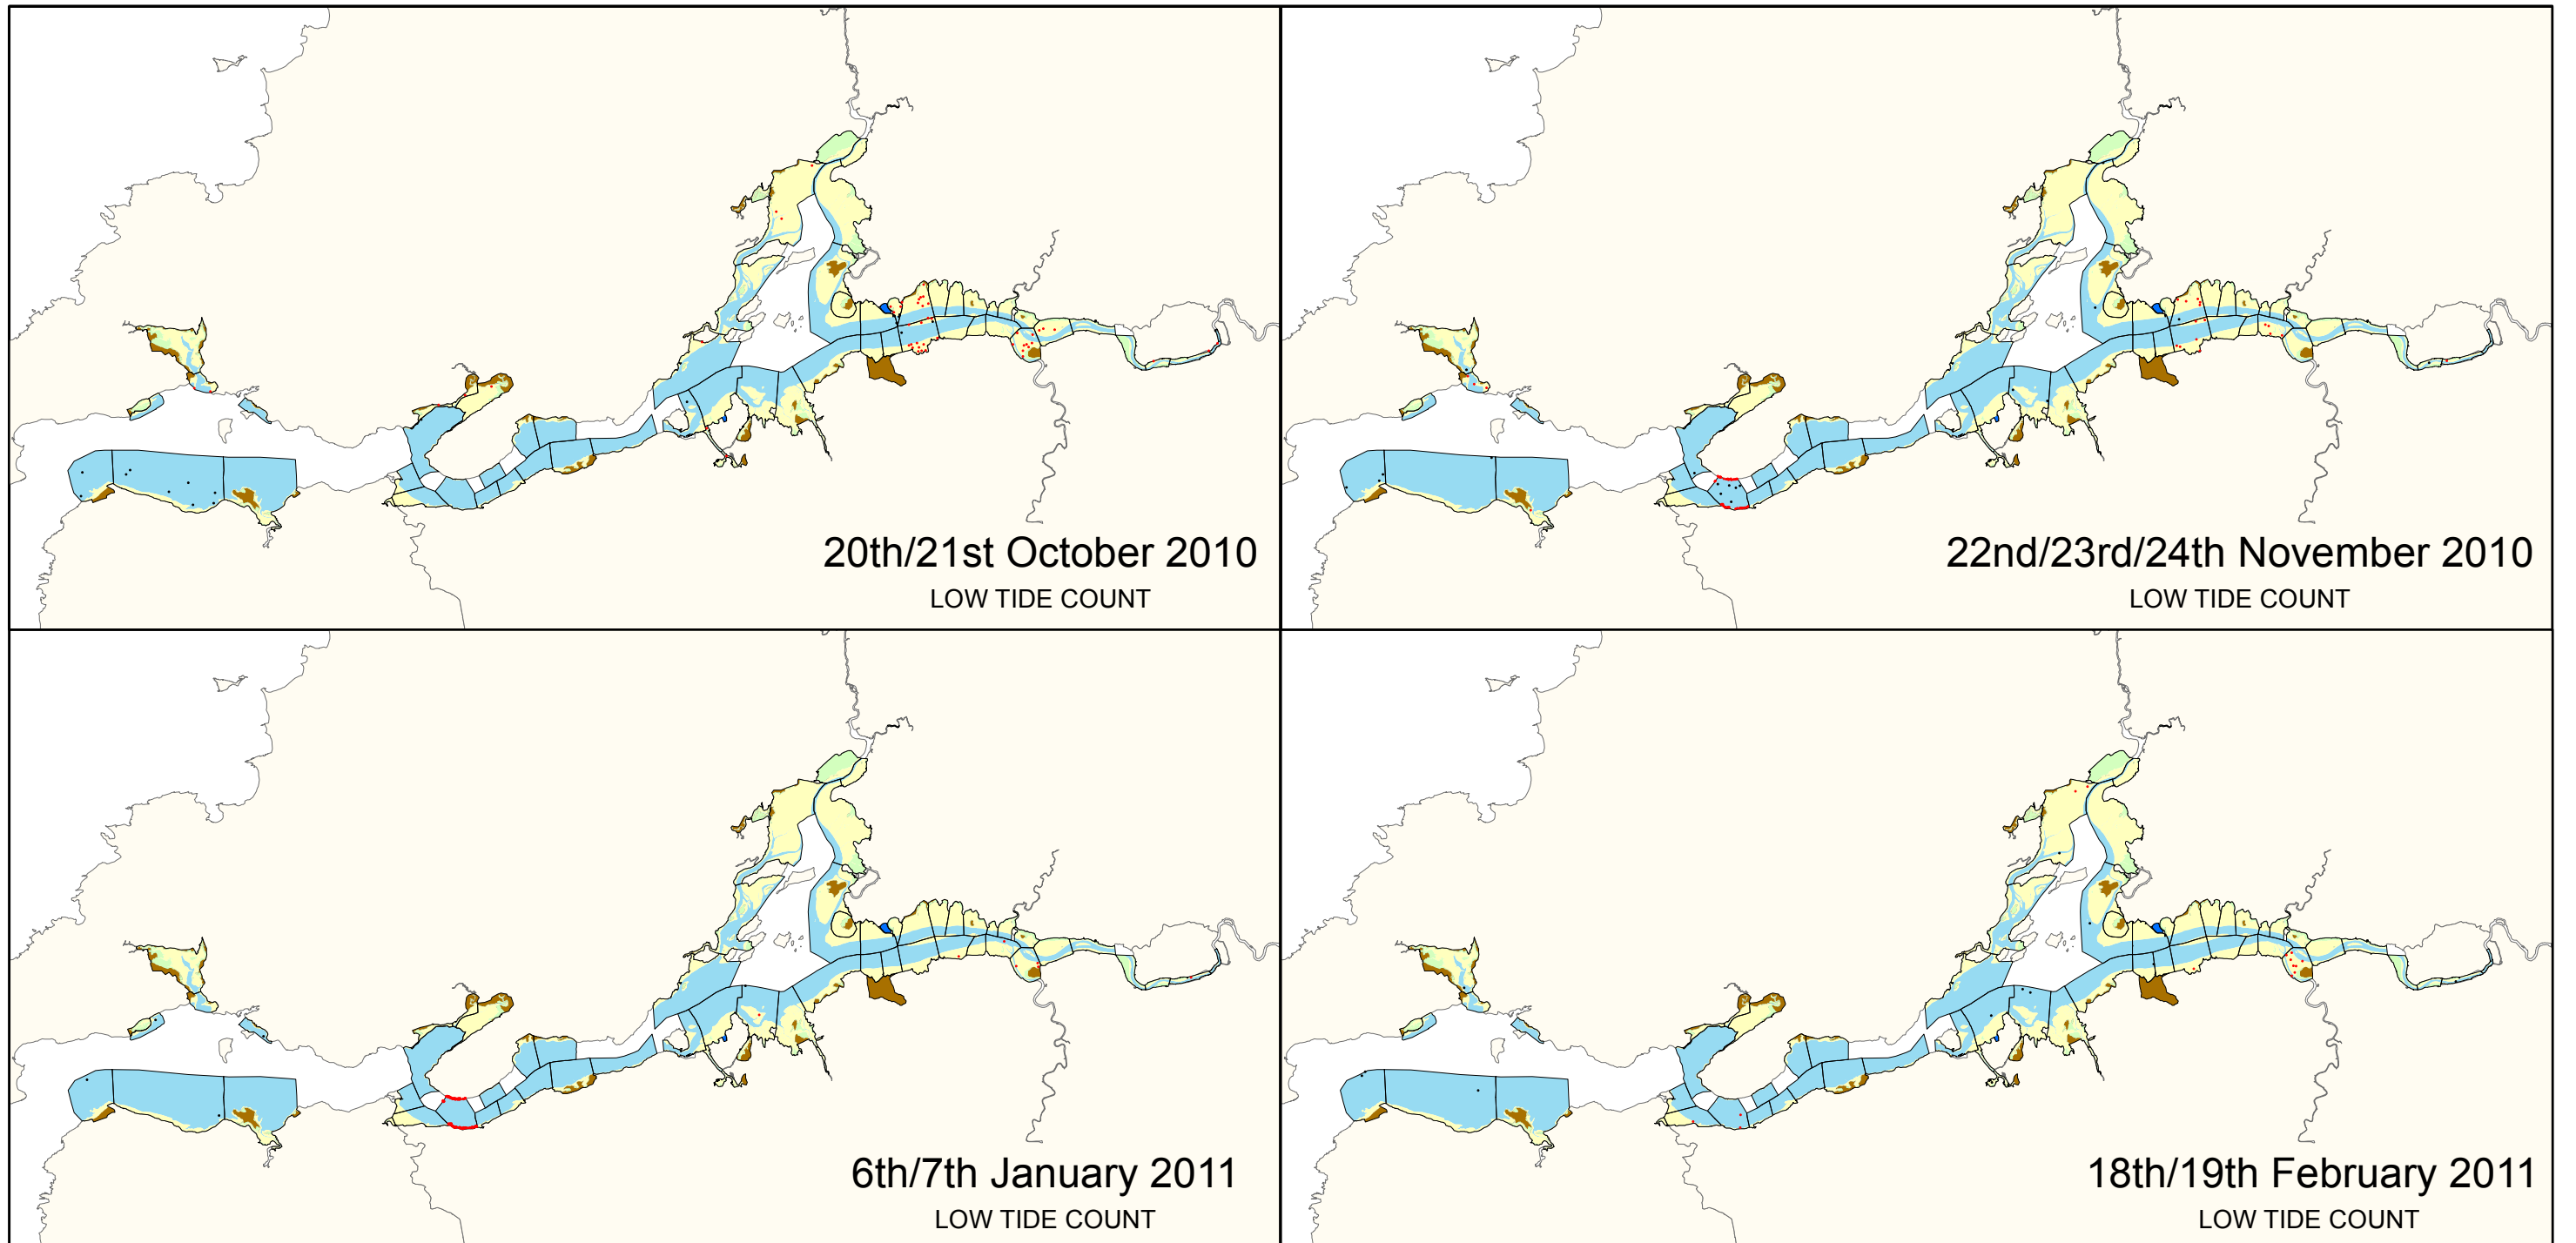 20th/21st October 2010
LOW TIDE COUNT
22nd/23rd/24th November 2010
LOW TIDE COUNT
6th/7th January 2011
LOW TIDE COUNT
18th/19th February 2011
LOW TIDE COUNT